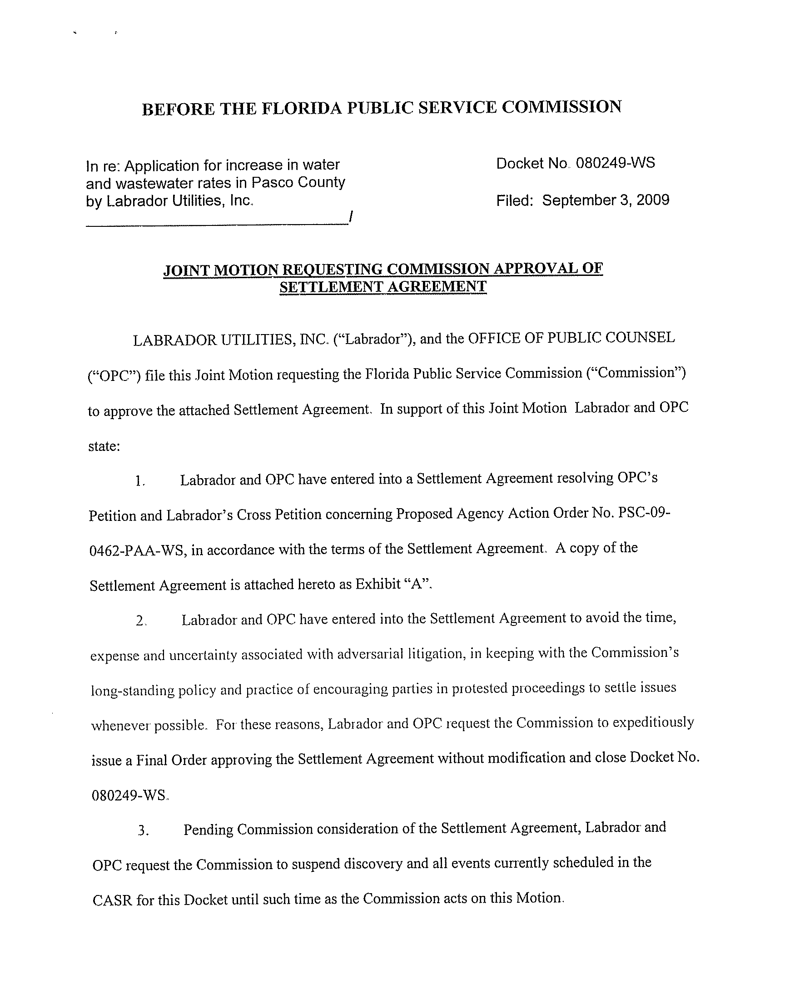 BEFORE THE FLORIDA PUBLIC SERVICE COMMISSION
In re: Application for increase in water
and wastewater rates in Pasco County
by Labrador Utilities, Inc.
/
Docket No. 080249-WS
Filed: September 3, 2009
JOINT MOTION REQUESTING COMMISSION APPROVAL OF
SETTLEMENT AGREEMENT
LABRADOR UTILITIES, INC. (“Labrador”), and the OFFICE OF PUBLIC COUNSEL
(“OPC”) file this Joint Motion requesting the Florida Public Service Commission (“Commission”)
to approve the attached Settlement Agreement. In support of this Joint Motion Labrador and OPC
state:
1. Labrador and OPC have entered into a Settlement Agreement resolving OPC’s
Petition and Labrador’s Cross Petition concerning Proposed Agency Action Order No. PSC-09-
0462-PAA-WS, in accordance with the terms of the Settlement Agreement. A copy of the
Settlement Agreement is attached hereto as Exhibit “A”.
2. Labrador and OPC have entered into the Settlement Agreement to avoid the time,
expense and uncertainty associated with adversarial litigation, in keeping with the Commission’s
long-standing policy and practice of encouraging parties in protested proceedings to settle issues
whenever possible. For these reasons, Labrador and OPC request the Commission to expeditiously
issue a Final Order approving the Settlement Agreement without modification and close Docket No.
080249-WS.
3. Pending Commission consideration of the Settlement Agreement, Labrador and
OPC request the Commission to suspend discovery and all events currently scheduled in the
CASR for this Docket until such time as the Commission acts on this Motion.